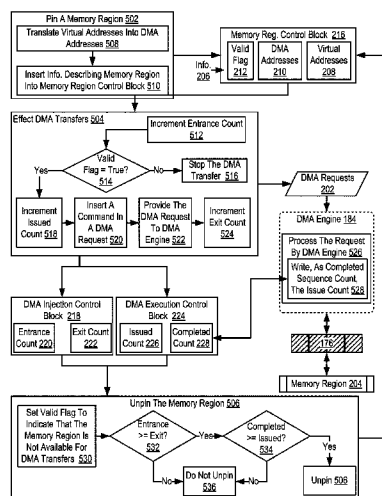 Pin A Memory Region 502
Translate Virtual Addresses Into DMA
Addresses 508
Insert Info. Describing Memory Region
Into Memory Region Control Block 510
Memory Reg. Control Block 216
Info
206
Valid
Flag
212
DMA
Addresses
210
Virtual
Addresses
208
Effect DMA Transfers 504
Increment Entrance Count
512
Valid
Flag = True?
514
Yes
No
Stop The DMA
Transfer 516
Increment
Issued
Count 518
Insert A
Command In
A DMA
Request 520
Provide The
DMA Request
To DMA
Engine 522
Increment
Exit Count
524
DMA Requests
202
DMA Engine 184
Process The Request
By DMA Engine 526
Write, As Completed
Sequence Count,
The Issue Count
528
DMA Injection Control
Block 218
Entrance
Count 220
Exit Count
222
DMA Execution Control
Block 224
Issued
Count 226
Completed
Count 228
176
Memory Region 204
Unpin The Memory Region 506
Set Valid Flag To
Indicate That The
Memory Region Is
Not Available For
DMA Transfers 530
Entrance
>= Exit?
532
Yes
Completed
>= Issued?
534
Yes
No
No
Do Not Unpin
536
Unpin 506